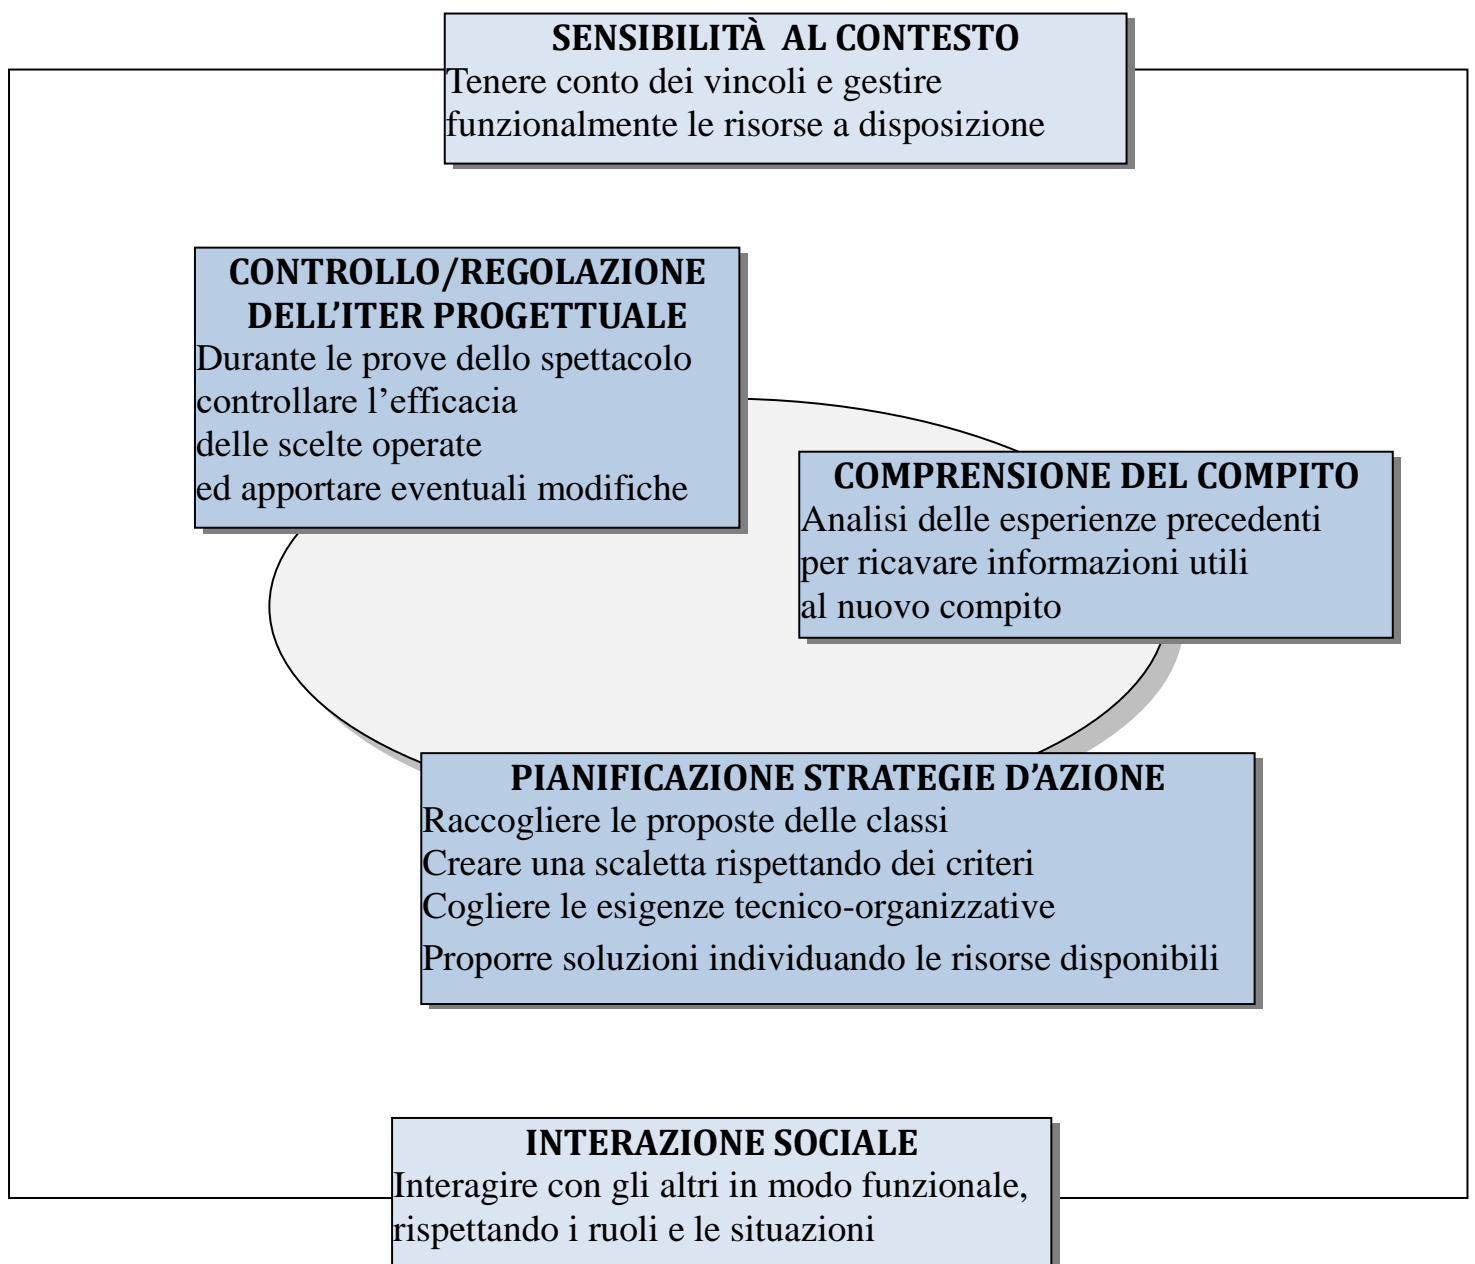 SENSIBILITÀ AL CONTESTO
Tenere conto dei vincoli e gestire
funzionalmente le risorse a disposizione
CONTROLLO/REGOLAZIONE
DELL’ITER PROGETTUALE
Durante le prove dello spettacolo
controllare l’efficacia
delle scelte operate
ed apportare eventuali modifiche
COMPRENSIONE DEL COMPITO
Analisi delle esperienze precedenti
per ricavare informazioni utili
al nuovo compito
PIANIFICAZIONE STRATEGIE D’AZIONE
Raccogliere le proposte delle classi
Creare una scaletta rispettando dei criteri
Cogliere le esigenze tecnico-organizzative
Proporre soluzioni individuando le risorse disponibili
INTERAZIONE SOCIALE
Interagire con gli altri in modo funzionale,
rispettando i ruoli e le situazioni